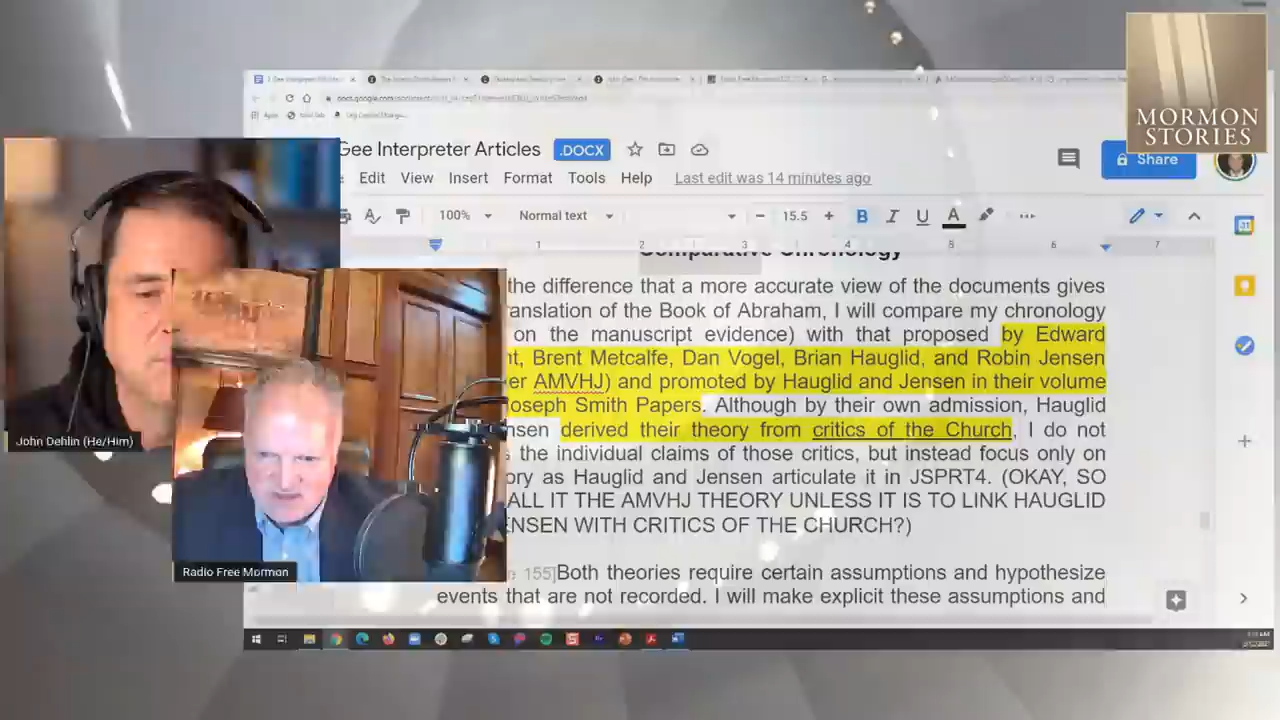 MORMON
STORIES
Gee Interpreter Articles
.DOCX
Share
Edit View Insert Format Tools Help Last edit was 14 minutes ago
100% Normal text 15.5 B I U A
1 2 3 4 5 6 7
Comparative Chronology
the difference that a more accurate view of the documents gives
anslation of the Book of Abraham, I will compare my chronology
on the manuscript evidence) with that proposed by Edward
t, Brent Metcalfe, Dan Vogel, Brian Hauglid, and Robin Jensen
er AMVHJ) and promoted by Hauglid and Jensen in their volume
oseph Smith Papers. Although by their own admission, Hauglid
nsen derived their theory from critics of the Church, I do not
s the individual claims of those critics, but instead focus only on
ory as Hauglid and Jensen articulate it in JSPRT4. (OKAY, SO
ALL IT THE AMVHJ THEORY UNLESS IT IS TO LINK HAUGLID
ENSEN WITH CRITICS OF THE CHURCH?)
155]Both theories require certain assumptions and hypothesize
events that are not recorded. I will make explicit these assumptions and
John Dehlin (He/Him)
Radio Free Mormon